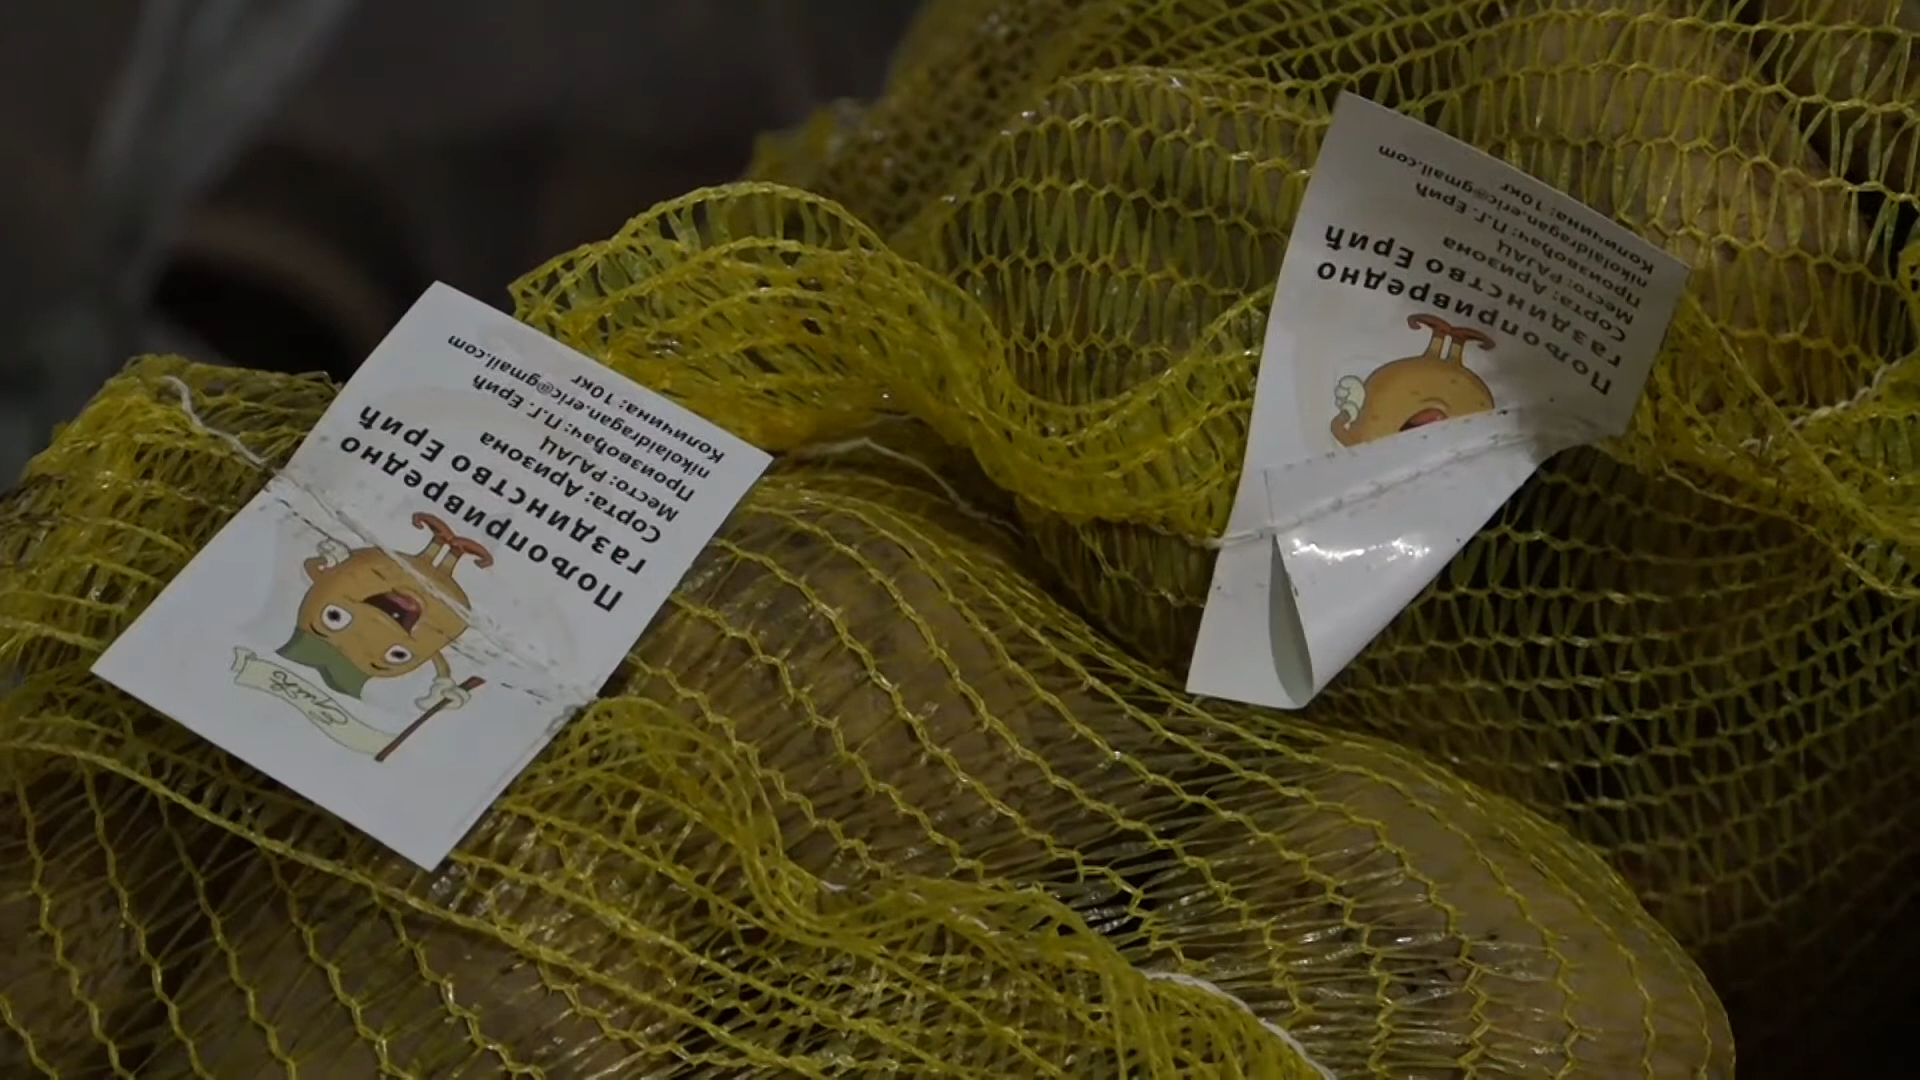 Пољопривредно
газдинство Ерић
Сорта: Аризона
Место: РАЈАЦ
Произвођач: П.Г. Ерић
nikolaidragan.eric@gmail.com
Количина: 10кг
Пољопривредно
газдинство Ерић
Сорта: Аризона
Место: РАЈАЦ
Произвођач: П.Г. Ерић
nikolaidragan.eric@gmail.com
Количина: 10кг